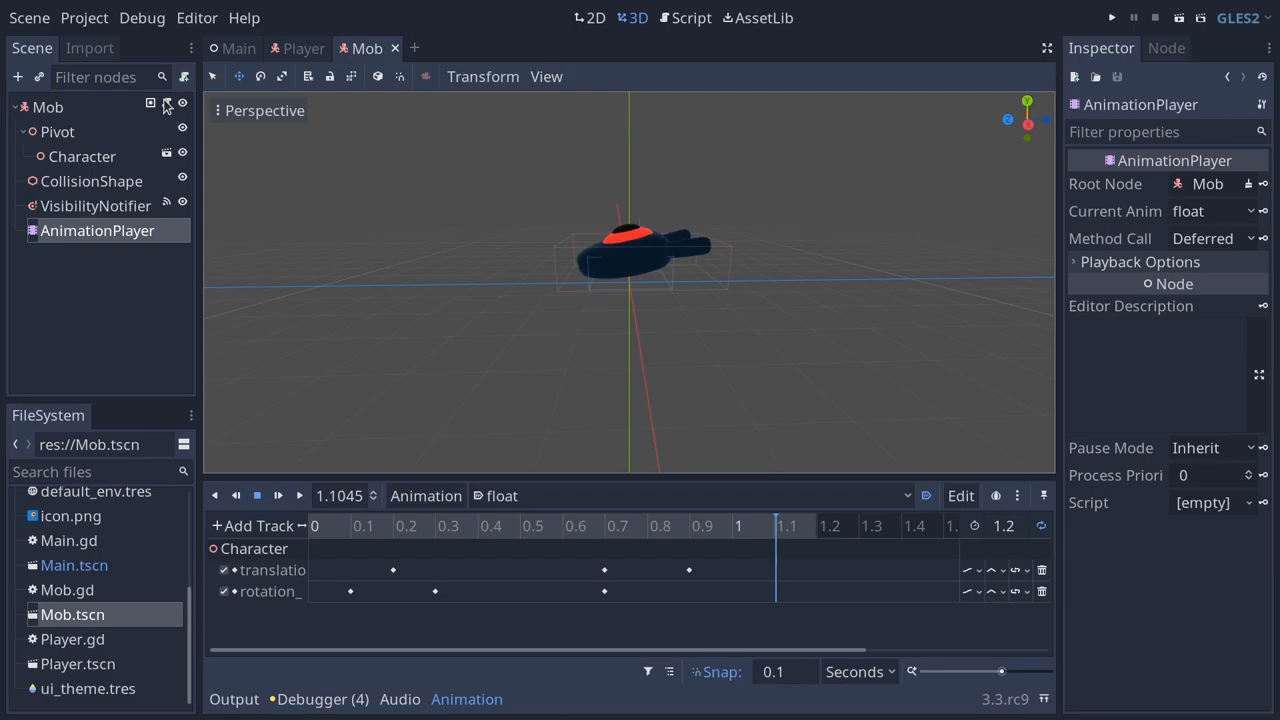 Scene Project Debug Editor Help
2D 3D Script AssetLib
GLES2
Scene Import
Main Player Mob
Inspector Node
Filter nodes
Transform View
Mob
Pivot
Character
CollisionShape
VisibilityNotifier
AnimationPlayer
Perspective
Y
Z
X
AnimationPlayer
Filter properties
AnimationPlayer
Root Node Mob
Current Anim float
Method Call Deferred
Playback Options
Node
Editor Description
Pause Mode Inherit
Process Priori 0
Script [empty]
FileSystem
res://Mob.tscn
Search files
default_env.tres
icon.png
Main.gd
Main.tscn
Mob.gd
Mob.tscn
Player.gd
Player.tscn
ui_theme.tres
1.1045 Animation float Edit
Add Track 0 0.1 0.2 0.3 0.4 0.5 0.6 0.7 0.8 0.9 1 1.1 1.2 1.3 1.4 1. 1.2
Character
translatio
rotation_
Snap: 0.1 Seconds
Output Debugger (4) Audio Animation 3.3.rc9